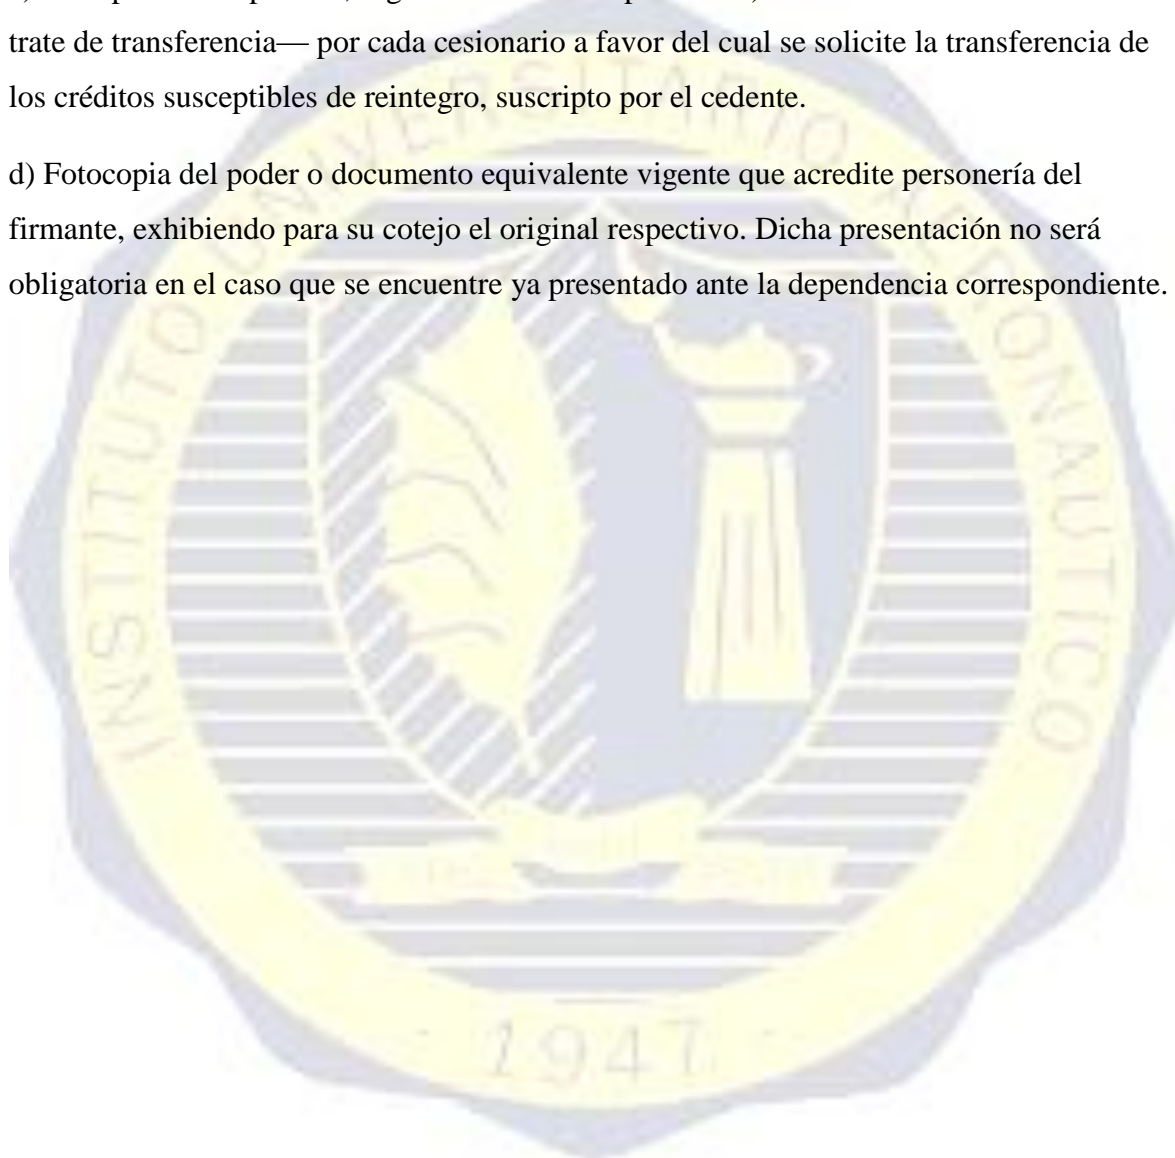 trate de transferencia— por cada cesionario a favor del cual se solicite la transferencia de
los créditos susceptibles de reintegro, suscripto por el cedente.
d) Fotocopia del poder o documento equivalente vigente que acredite personería del
firmante, exhibiendo para su cotejo el original respectivo. Dicha presentación no será
obligatoria en el caso que se encuentre ya presentado ante la dependencia correspondiente.
INSTITUTO UNIVERSITARIO AERONAUTICO
1947